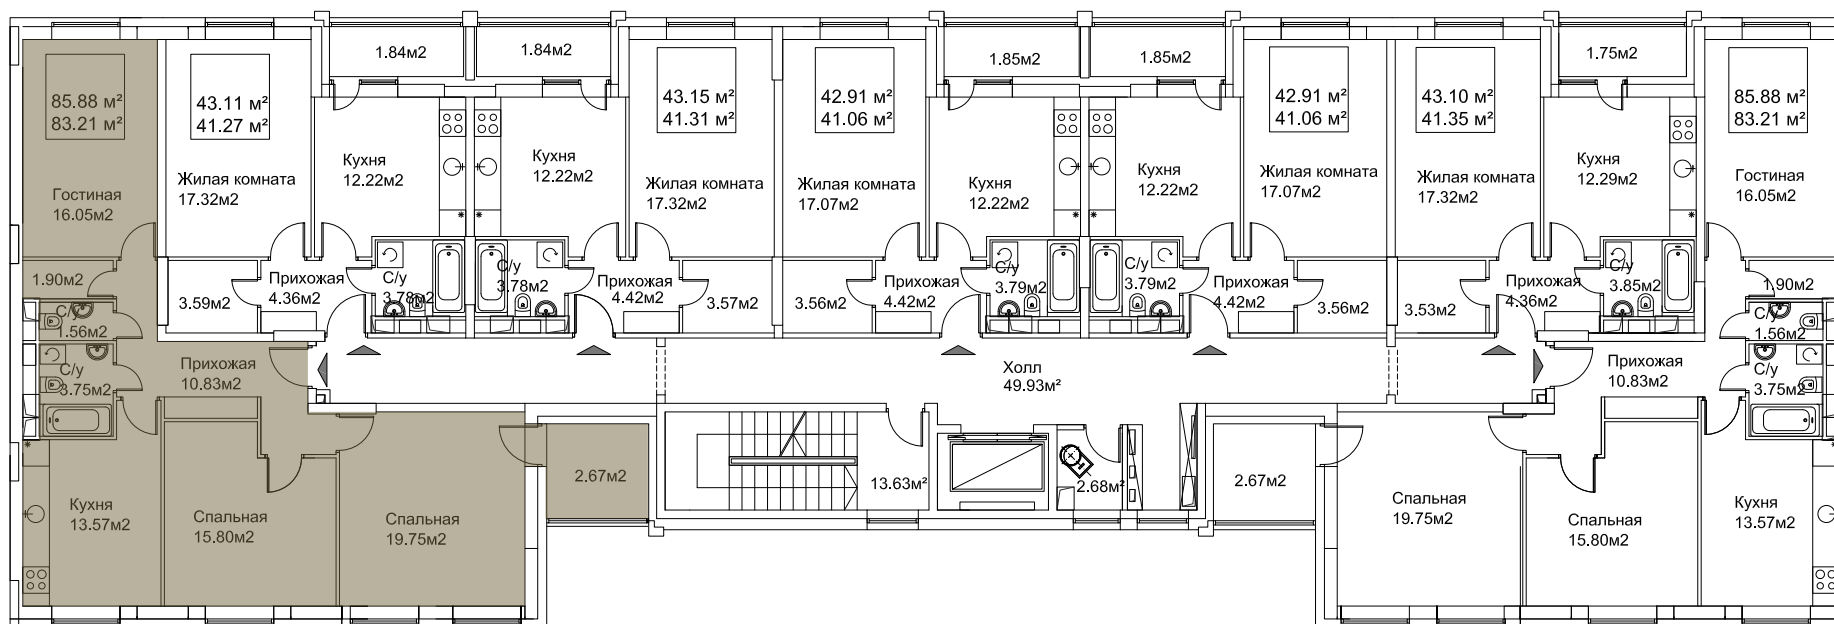 1.84м2
1.84м2
1.85м2
1.85м2
1.75м2
85.88 м²
83.21 м²
43.11 м²
41.27 м²
43.15 м²
41.31 м²
42.91 м²
41.06 м²
42.91 м²
41.06 м²
43.10 м²
41.35 м²
85.88 м²
83.21 м²
Гостиная
16.05м2
Жилая комната
17.32м2
Кухня
12.22м2
Кухня
12.22м2
Жилая комната
17.32м2
Жилая комната
17.07м2
Кухня
12.22м2
Кухня
12.22м2
Жилая комната
17.07м2
Жилая комната
17.32м2
Кухня
12.29м2
Гостиная
16.05м2
1.90м2
3.59м2
Прихожая
4.36м2
С/у
3.78м2
С/у
3.78м2
Прихожая
4.42м2
3.57м2
3.56м2
Прихожая
4.42м2
С/у
3.79м2
С/у
3.79м2
Прихожая
4.42м2
3.56м2
3.53м2
Прихожая
4.36м2
С/у
3.85м2
1.90м2
С/у
1.56м2
С/у
1.56м2
С/у
3.75м2
Прихожая
10.83м2
Холл
49.93м²
Прихожая
10.83м2
С/у
3.75м2
Кухня
13.57м2
Спальная
15.80м2
Спальная
19.75м2
2.67м2
13.63м²
2.68м²
2.67м2
Спальная
19.75м2
Спальная
15.80м2
Кухня
13.57м2